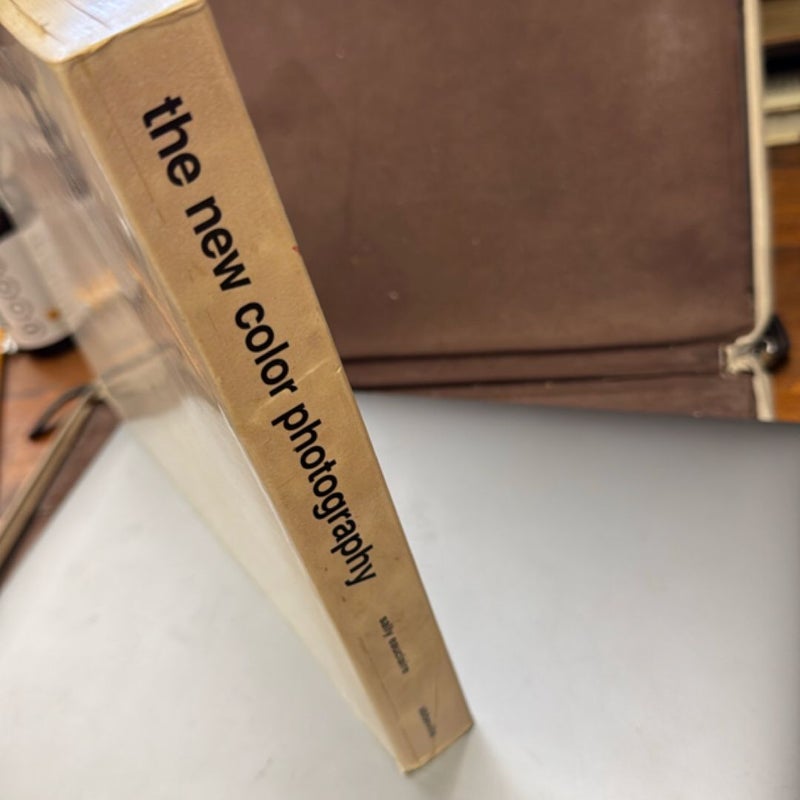 the new color photography
sally eauclaire
abbeville